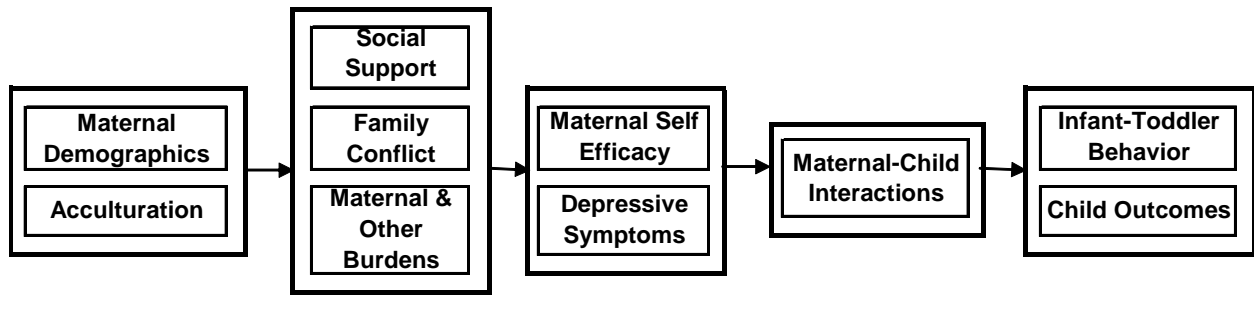 Maternal
Demographics
Acculturation
Social
Support
Family
Conflict
Maternal &
Other
Burdens
Maternal Self
Efficacy
Depressive
Symptoms
Maternal-Child
Interactions
Infant-Toddler
Behavior
Child Outcomes